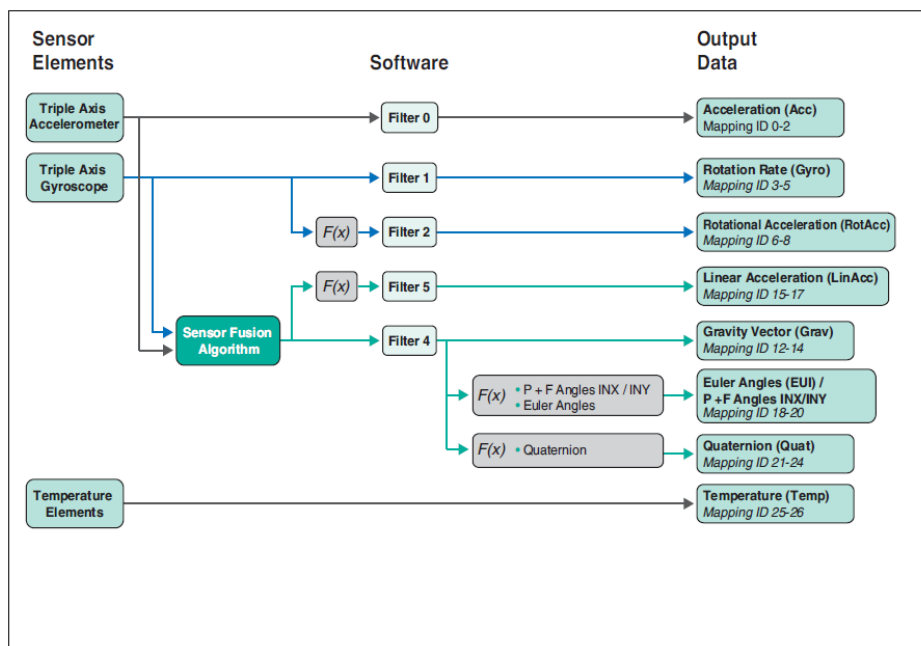 Sensor
Elements
Software
Output
Data
Triple Axis
Accelerometer
Filter 0
Acceleration (Acc)
Mapping ID 0-2
Triple Axis
Gyroscope
Filter 1
Rotation Rate (Gyro)
Mapping ID 3-5
F(x)
Filter 2
Rotational Acceleration (RotAcc)
Mapping ID 6-8
F(x)
Filter 5
Linear Acceleration (LinAcc)
Mapping ID 15-17
Sensor Fusion
Algorithm
Filter 4
Gravity Vector (Grav)
Mapping ID 12-14
F(x)
• P + F Angles INX / INY
• Euler Angles
Euler Angles (EUI) /
P +F Angles INX/INY
Mapping ID 18-20
F(x) • Quaternion
Quaternion (Quat)
Mapping ID 21-24
Temperature
Elements
Temperature (Temp)
Mapping ID 25-26